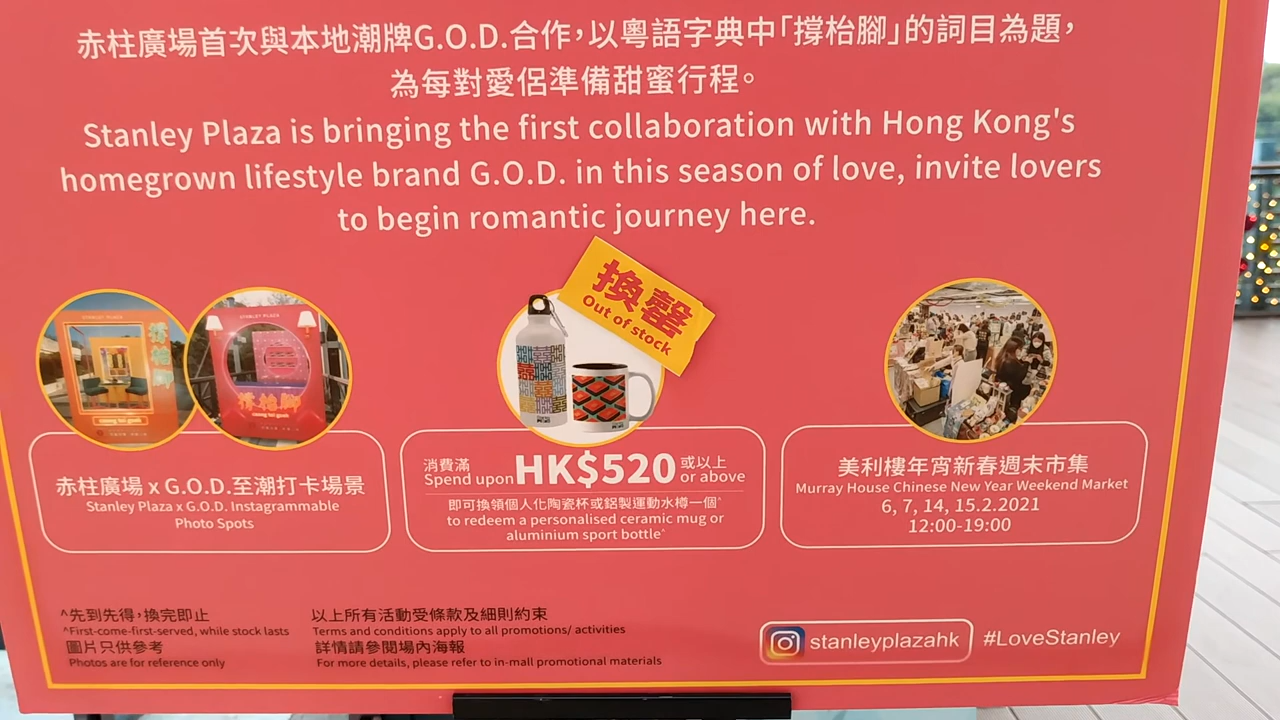 赤柱廣場首次與本地潮牌G.O.D.合作,以粵語字典中「撐枱腳」的詞目為題,
為每對愛侶準備甜蜜行程。
Stanley Plaza is bringing the first collaboration with Hong Kong's
homegrown lifestyle brand G.O.D. in this season of love, invite lovers
to begin romantic journey here.
STANLEY PLAZA
撐枱腳
STANLEY PLAZA
撐枱腳
換罄
Out of stock
赤柱廣場 x G.O.D.至潮打卡場景
Stanley Plaza x G.O.D. Instagrammable
Photo Spots
消費滿
Spend upon HK$520 或以上
or above
即可換領個人化陶瓷杯或鋁製運動水樽一個^
to redeem a personalised ceramic mug or
aluminium sport bottle^
美利樓年宵新春週末市集
Murray House Chinese New Year Weekend Market
6, 7, 14, 15.2.2021
12:00-19:00
^先到先得,換完即止
^First-come-first-served, while stock lasts
圖片只供參考
Photos are for reference only
以上所有活動受條款及細則約束
Terms and conditions apply to all promotions/ activities
詳情請參閱場內海報
For more details, please refer to in-mall promotional materials
stanleyplazahk #LoveStanley